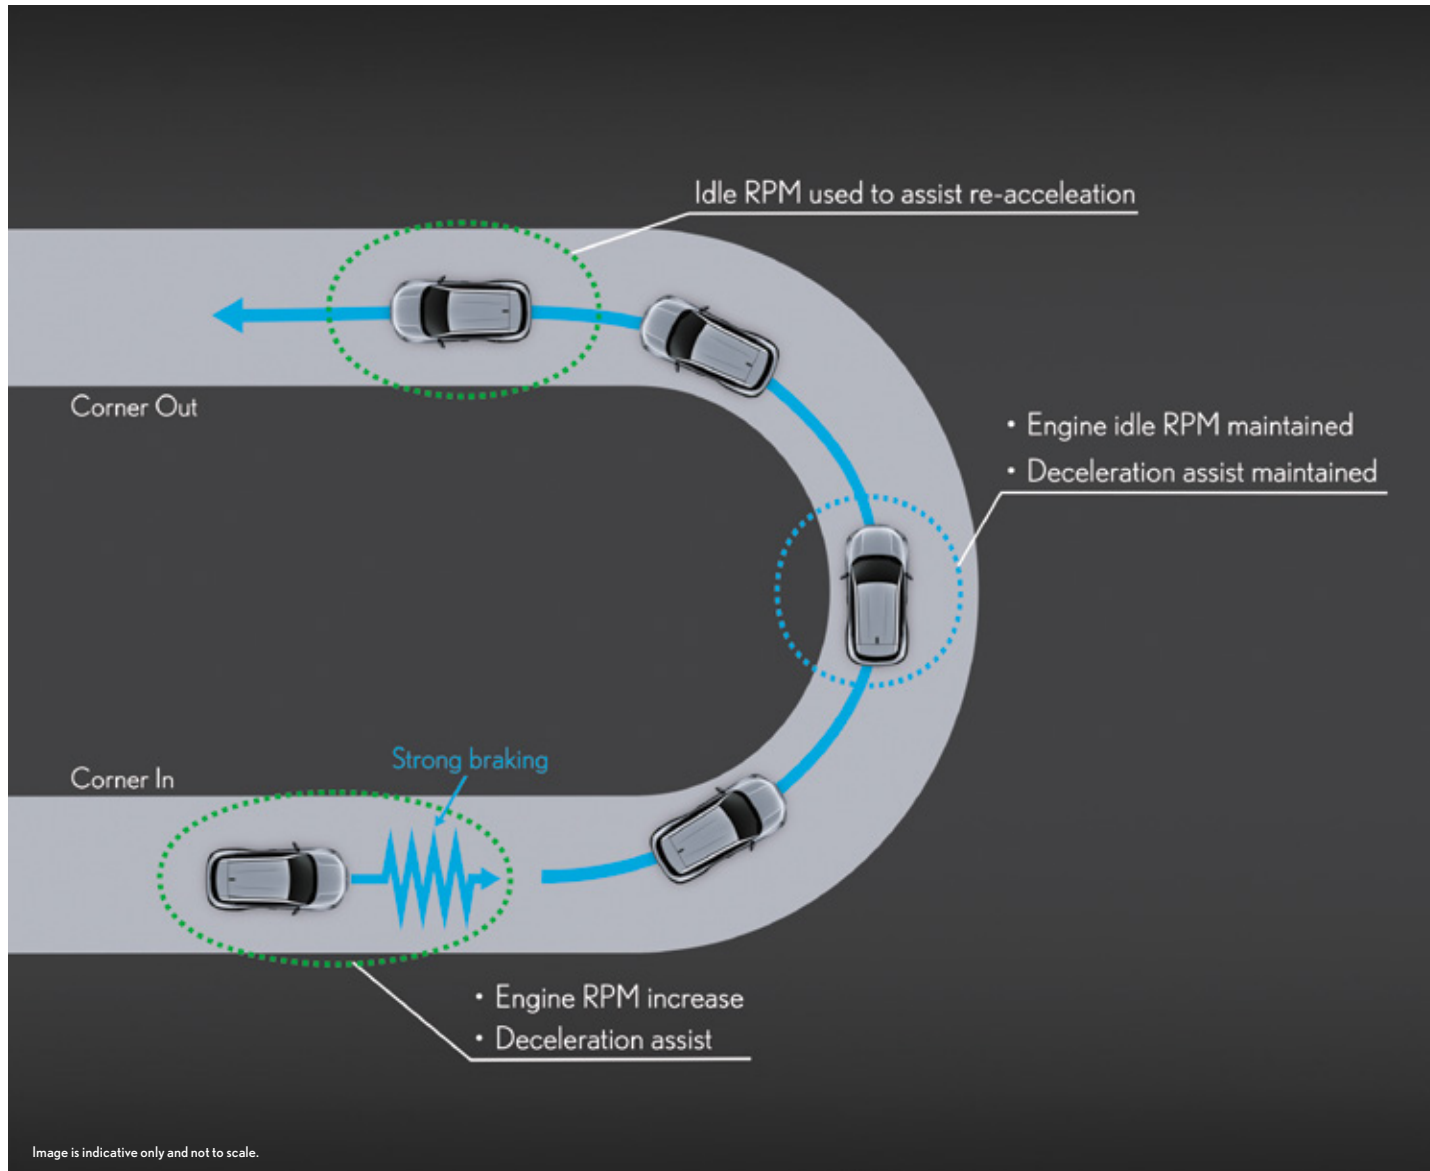 Idle RPM used to assist re-acceleation
Corner Out
• Engine idle RPM maintained
• Deceleration assist maintained
Strong braking
Corner In
• Engine RPM increase
• Deceleration assist
Image is indicative only and not to scale.